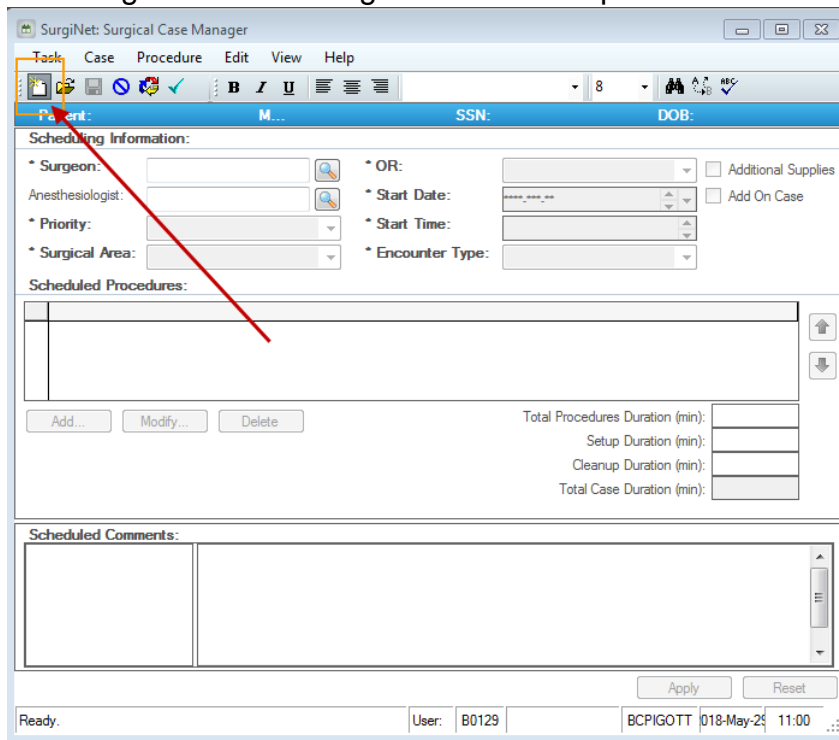 SurgiNet: Surgical Case Manager
Task Case Procedure Edit View Help
B I U 8 ABC
Patient: M... SSN: DOB:
Scheduling Information:
* Surgeon: * OR: Additional Supplies
Anesthesiologist: * Start Date: ****-***-** Add On Case
* Priority: * Start Time:
* Surgical Area: * Encounter Type:
Scheduled Procedures:
Add... Modify... Delete Total Procedures Duration (min):
Setup Duration (min):
Cleanup Duration (min):
Total Case Duration (min):
Scheduled Comments:
Apply Reset
Ready. User: B0129 BCPIGOTT 018-May-29 11:00